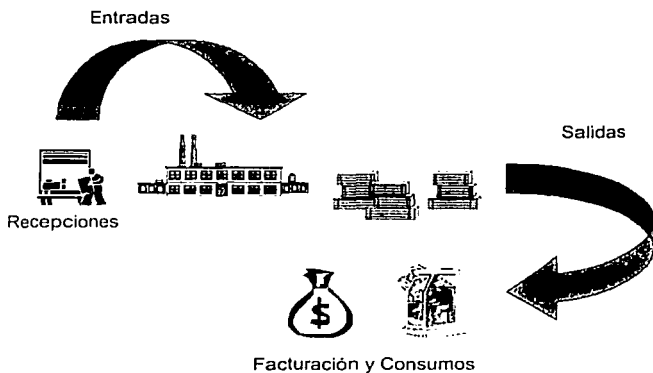 Entradas
Salidas
Recepciones
$
Facturación y Consumos